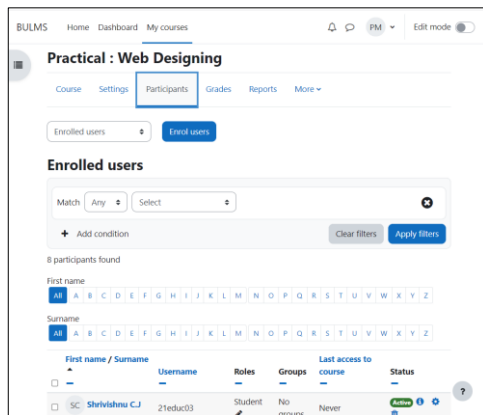 BULMS Home Dashboard My courses PM Edit mode
Practical : Web Designing
Course Settings Participants Grades Reports More
Enrolled users Enrol users
Enrolled users
Match Any Select
Add condition Clear filters Apply filters
8 participants found
First name
All A B C D E F G H I J K L M N O P Q R S T U V W X Y Z
Surname
All A B C D E F G H I J K L M N O P Q R S T U V W X Y Z
First name / Surname Username Roles Groups Last access to course Status
SC Shrivishnu C.J 21educ03 Student No groups Never Active
?